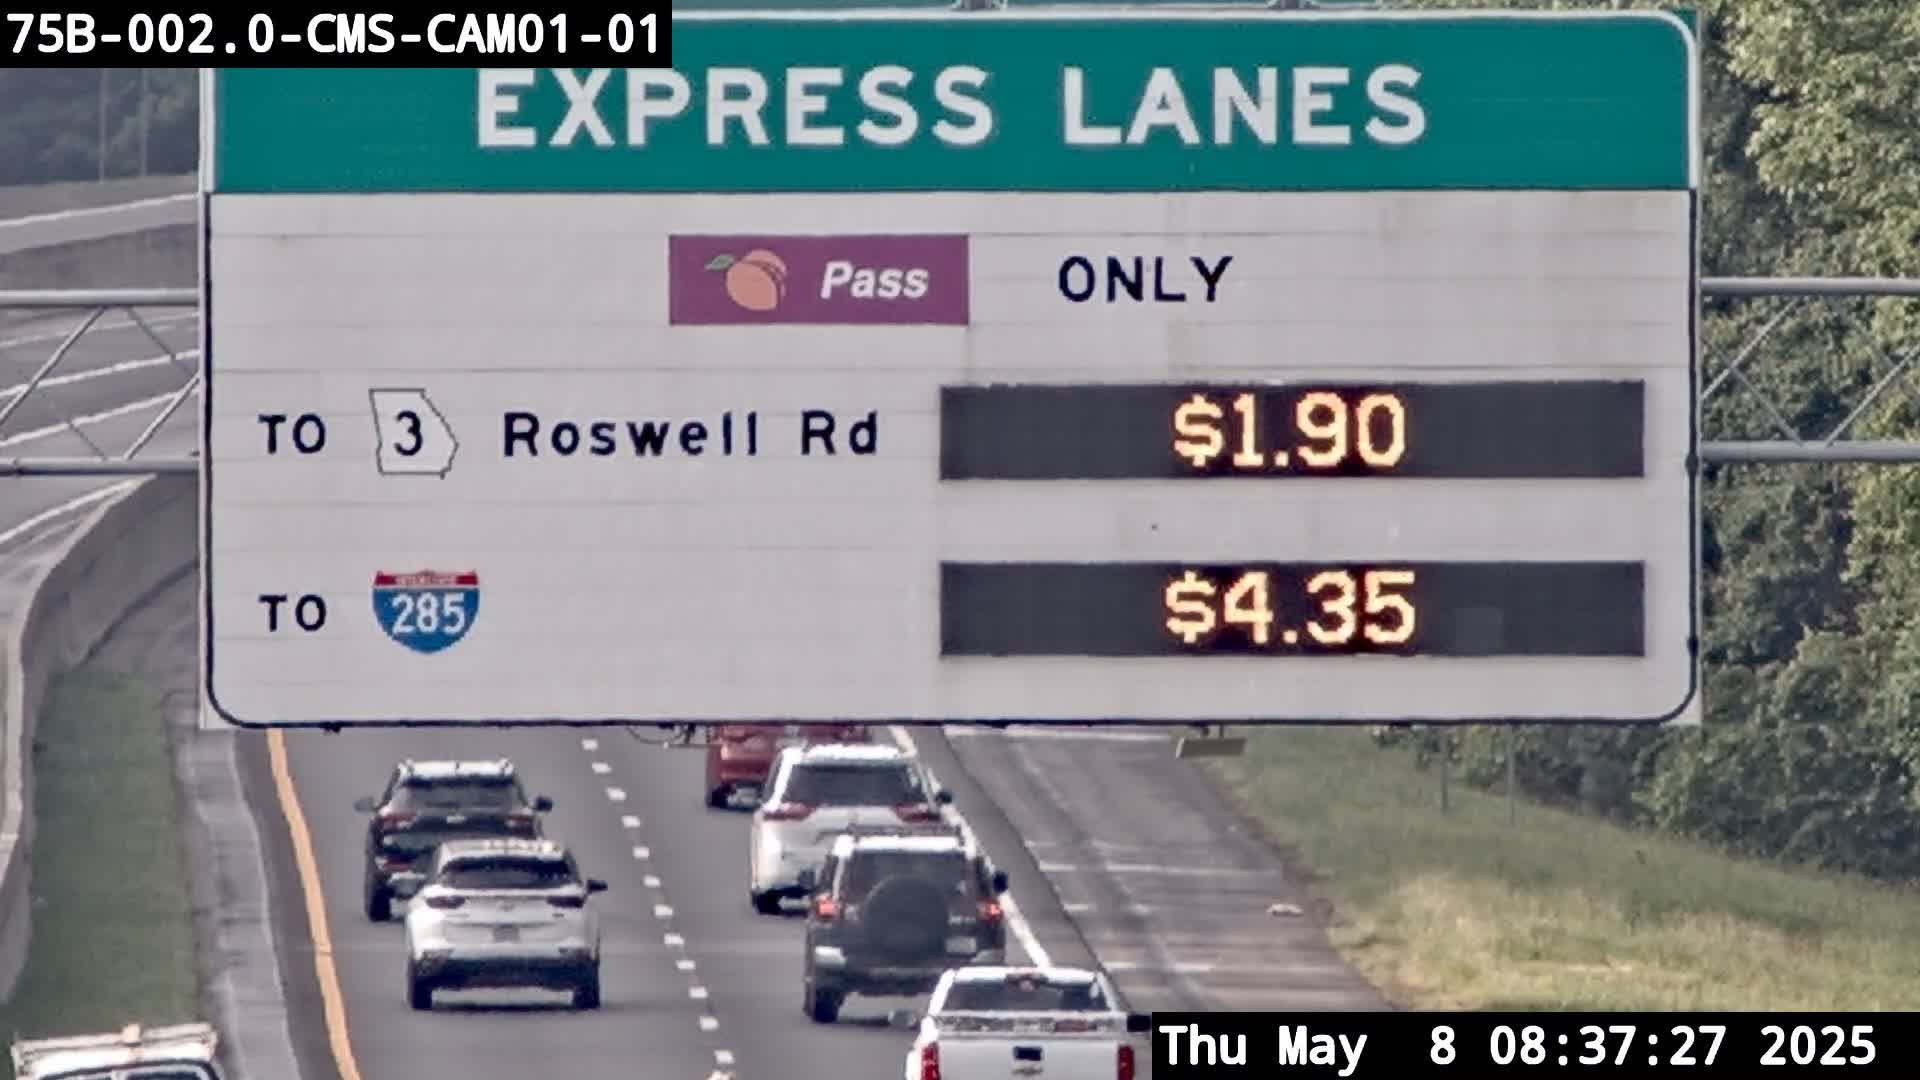 75B-002.0-CMS-CAM01-01
EXPRESS LANES
Pass ONLY
TO 3 Roswell Rd $1.90
TO INTERSTATE 285 $4.35
Thu May 8 08:37:27 2025